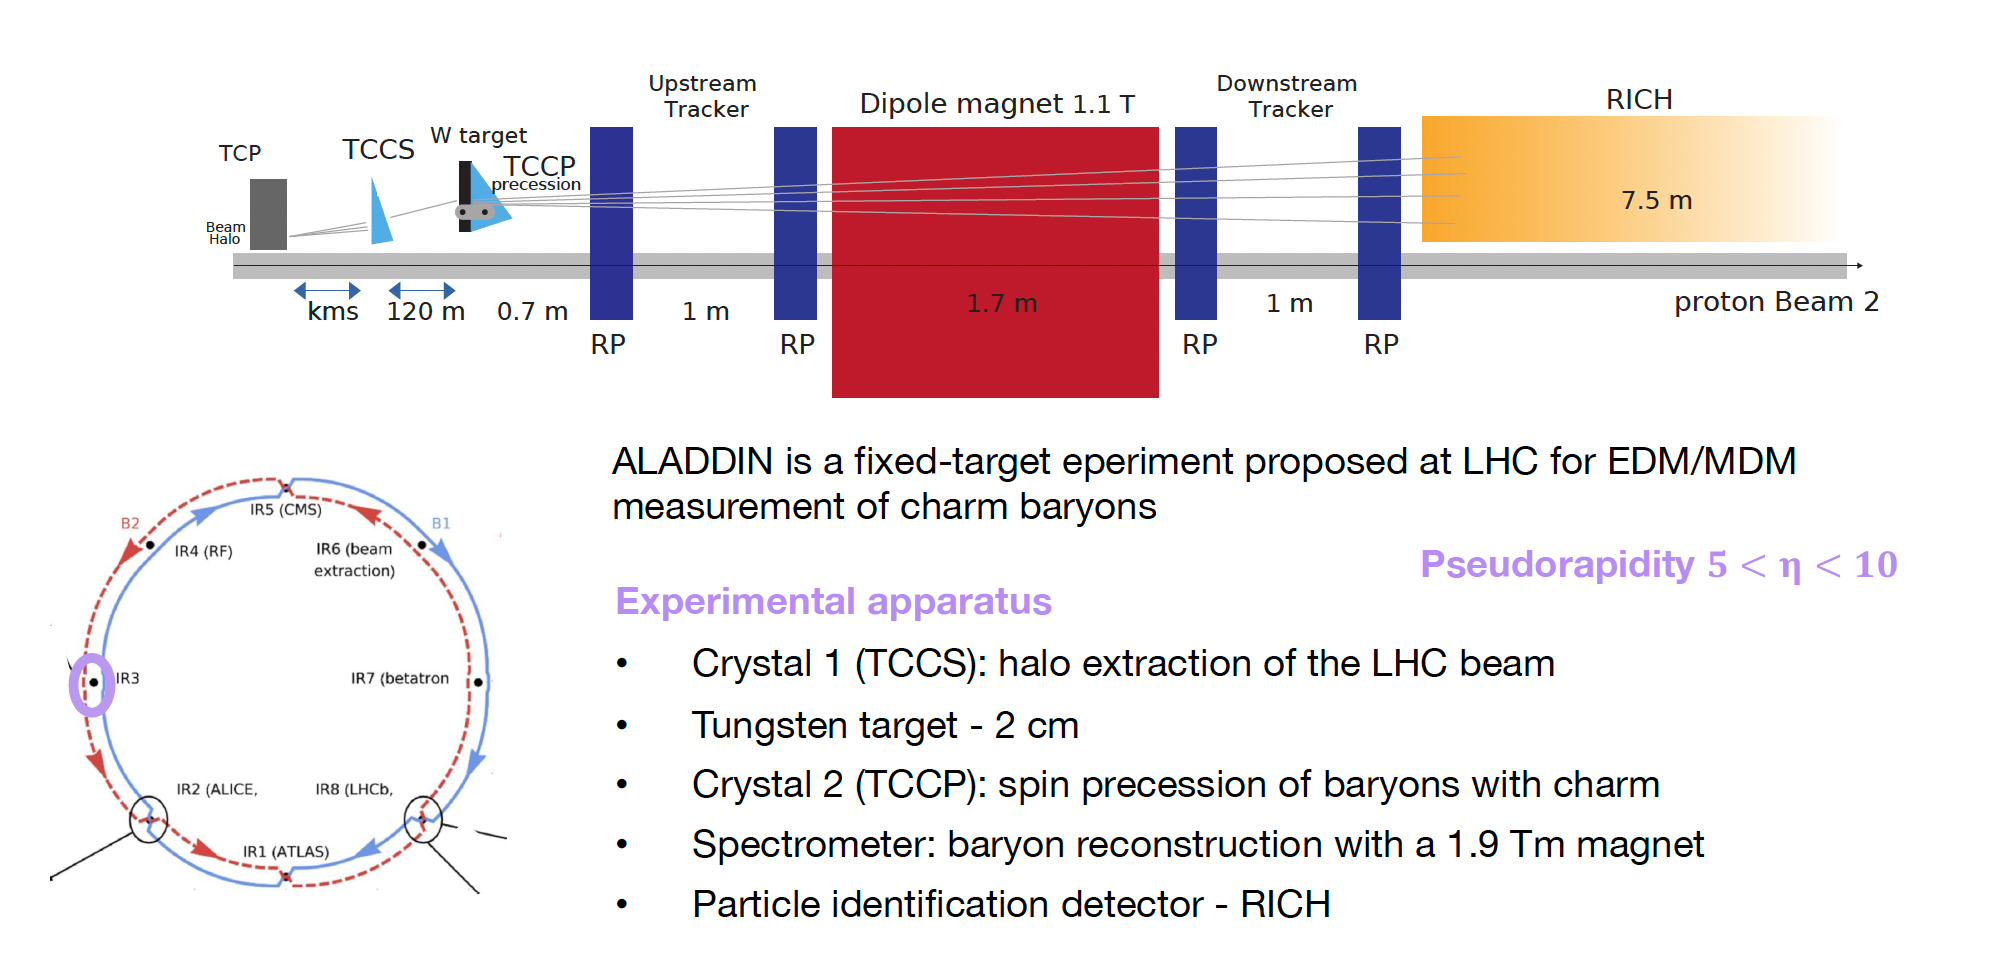 Upstream
Tracker
Dipole magnet 1.1 T
Downstream
Tracker
RICH
TCP
TCCS
W target
TCCP
precession
Beam
Halo
7.5 m
kms
120 m
0.7 m
1 m
1.7 m
1 m
proton Beam 2
RP
RP
RP
RP
ALADDIN is a fixed-target eperiment proposed at LHC for EDM/MDM
measurement of charm baryons
Pseudorapidity 5 < η < 10
Experimental apparatus
• Crystal 1 (TCCS): halo extraction of the LHC beam
• Tungsten target - 2 cm
• Crystal 2 (TCCP): spin precession of baryons with charm
• Spectrometer: baryon reconstruction with a 1.9 Tm magnet
• Particle identification detector - RICH
IR5 (CMS)
B2
B1
IR4 (RF)
IR6 (beam
extraction)
IR3
IR7 (betatron
IR2 (ALICE,
IR8 (LHCb,
IR1 (ATLAS)